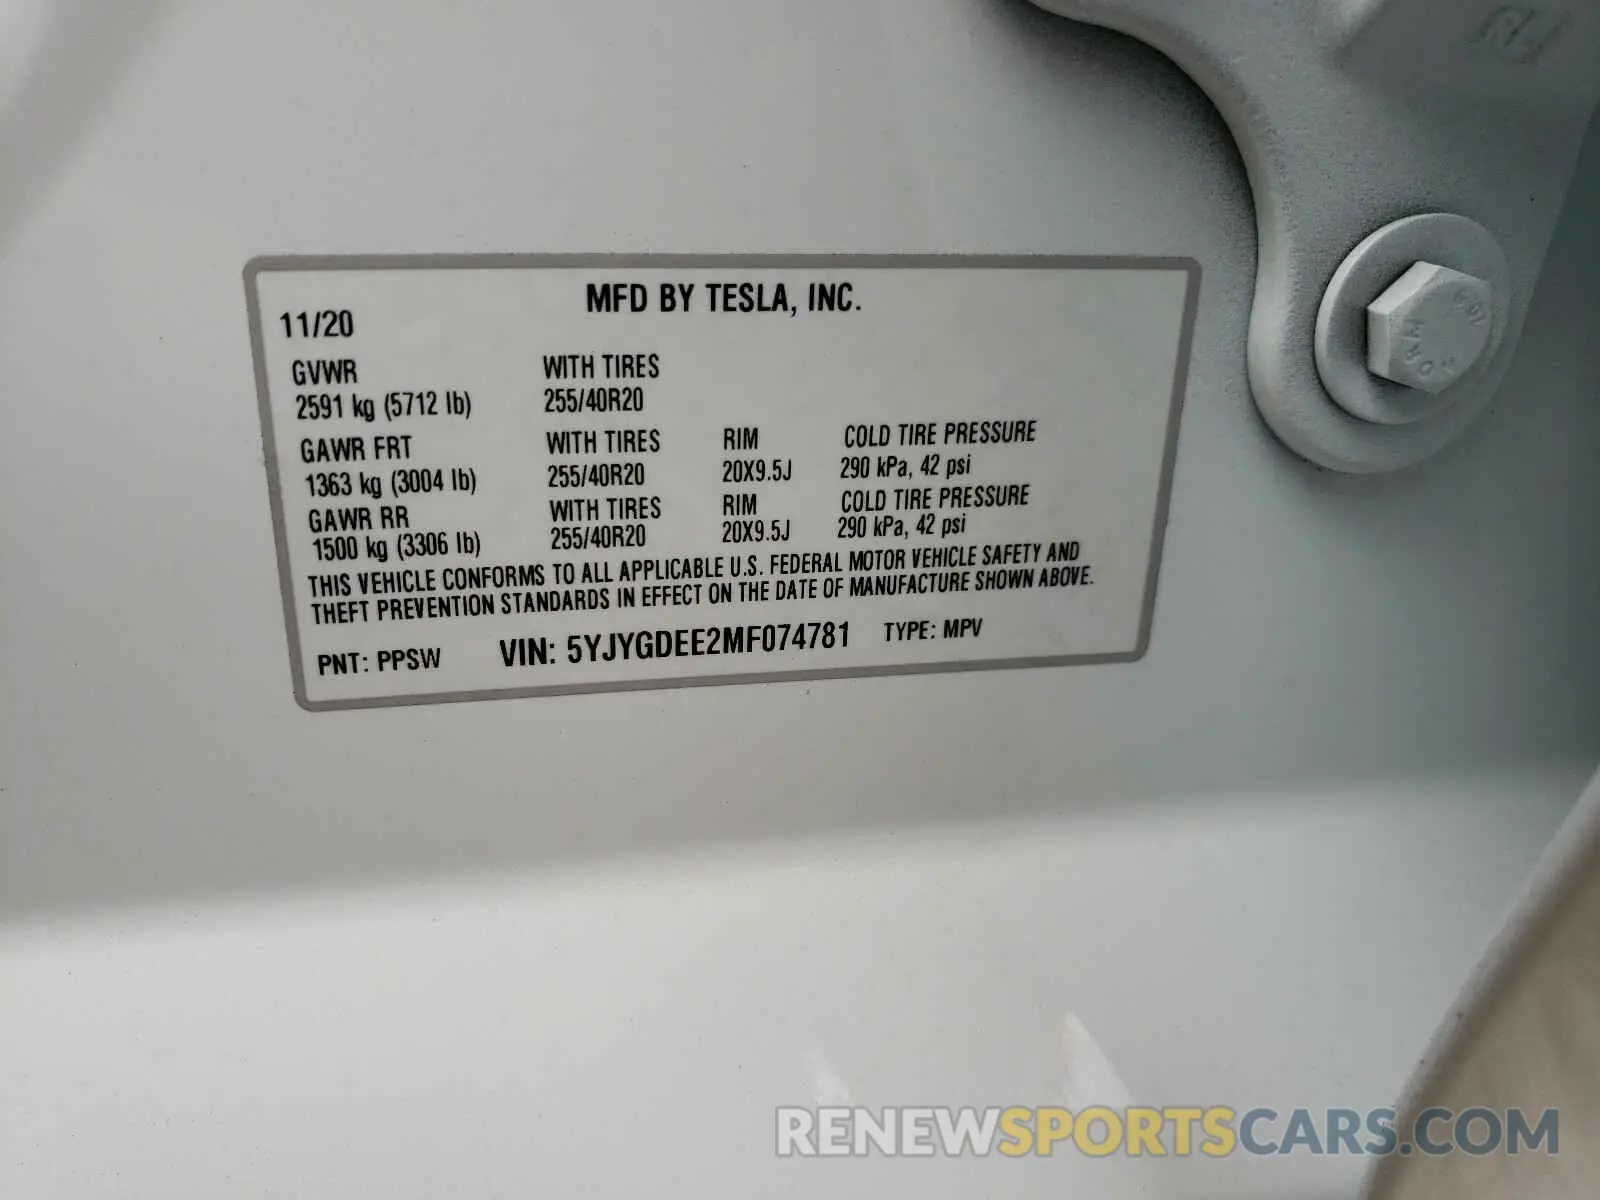 MFD BY TESLA, INC.
11/20
GVWR WITH TIRES
2591 kg (5712 lb) 255/40R20
GAWR FRT WITH TIRES RIM COLD TIRE PRESSURE
1363 kg (3004 lb) 255/40R20 20X9.5J 290 kPa, 42 psi
GAWR RR WITH TIRES RIM COLD TIRE PRESSURE
1500 kg (3306 lb) 255/40R20 20X9.5J 290 kPa, 42 psi
THIS VEHICLE CONFORMS TO ALL APPLICABLE U.S. FEDERAL MOTOR VEHICLE SAFETY AND
THEFT PREVENTION STANDARDS IN EFFECT ON THE DATE OF MANUFACTURE SHOWN ABOVE.
PNT: PPSW VIN: 5YJYGDEE2MF074781 TYPE: MPV
RENEWSPORTSCARS.COM